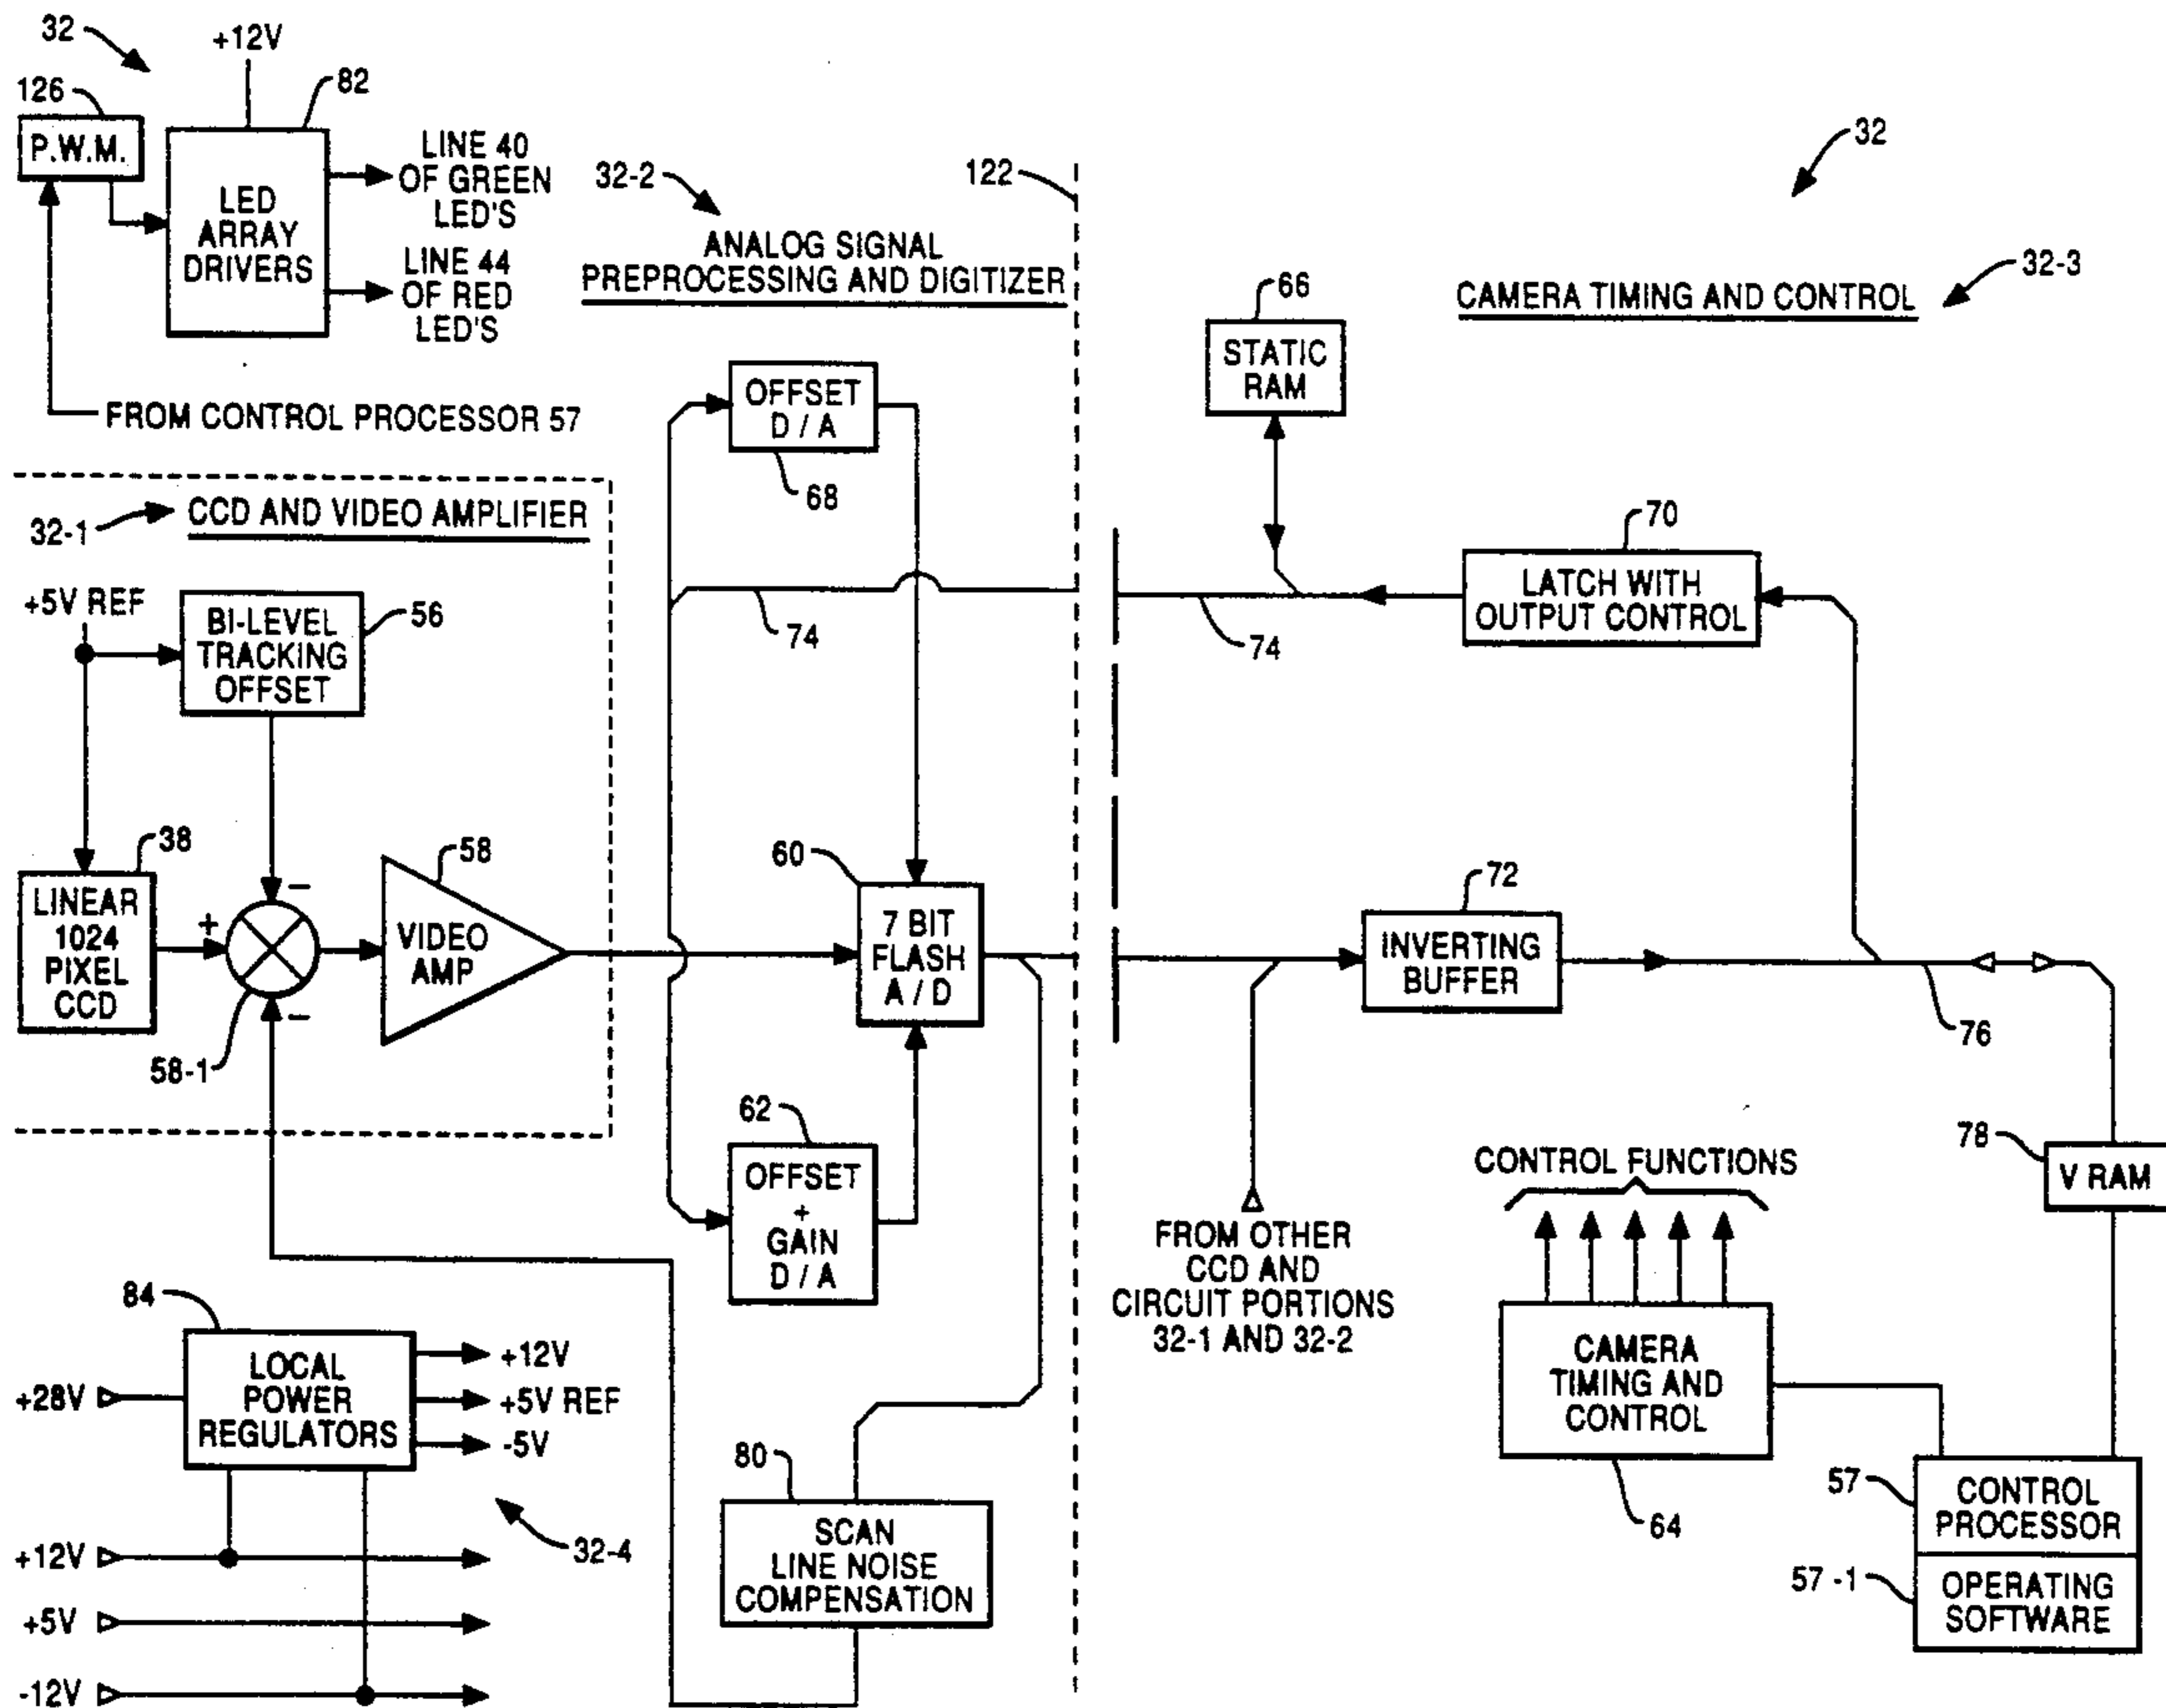 32
+12V
126
P.W.M.
82
LED
ARRAY
DRIVERS
LINE 40
OF GREEN
LED'S
LINE 44
OF RED
LED'S
FROM CONTROL PROCESSOR 57
32-2
ANALOG SIGNAL
PREPROCESSING AND DIGITIZER
122
32
32-3
CAMERA TIMING AND CONTROL
66
STATIC
RAM
OFFSET
D / A
68
32-1
CCD AND VIDEO AMPLIFIER
+5V REF
BI-LEVEL
TRACKING
OFFSET
56
74
74
70
LATCH WITH
OUTPUT CONTROL
38
LINEAR
1024
PIXEL
CCD
+
−
−
58-1
58
VIDEO
AMP
60
7 BIT
FLASH
A / D
72
INVERTING
BUFFER
76
62
OFFSET
+
GAIN
D / A
FROM OTHER
CCD AND
CIRCUIT PORTIONS
32-1 AND 32-2
CONTROL FUNCTIONS
78
V RAM
CAMERA
TIMING AND
CONTROL
64
84
+28V
LOCAL
POWER
REGULATORS
+12V
+5V REF
-5V
32-4
+12V
+5V
-12V
80
SCAN
LINE NOISE
COMPENSATION
57
CONTROL
PROCESSOR
57 -1
OPERATING
SOFTWARE